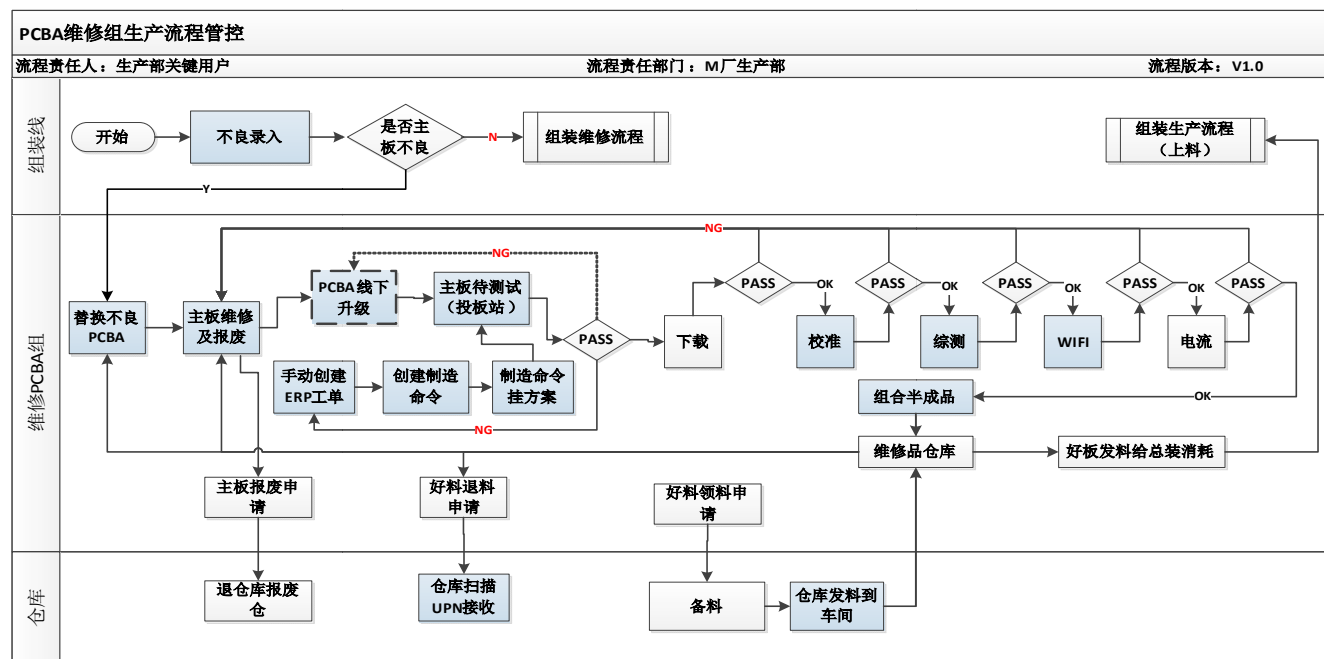 PCBA维修组生产流程管控
流程责任人：生产部关键用户
流程责任部门：M厂生产部
流程版本：V1.0
组装线
开始
不良录入
是否主
板不良
N
组装维修流程
组装生产流程
（上料）
Y
维修PCBA组
NG
NG
PCBA线下
升级
主板待测试
（投板站）
PASS
PASS
PASS
PASS
PASS
OK
OK
OK
OK
替换不良
PCBA
主板维修
及报废
PASS
下载
校准
综测
WIFI
电流
手动创建
ERP工单
创建制造
命令
制造命令
挂方案
NG
组合半成品
OK
维修品仓库
好板发料给总装消耗
主板报废申
请
好料退料
申请
好料领料申
请
仓库
退仓库报废
仓
仓库扫描
UPN接收
备料
仓库发料到
车间